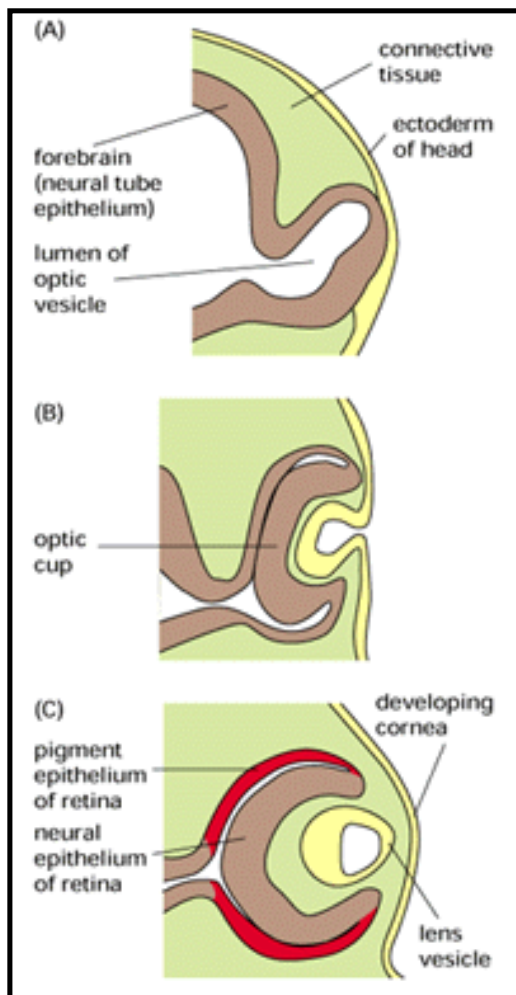 (A)
connective
tissue
ectoderm
of head
forebrain
(neural tube
epithelium)
lumen of
optic
vesicle
(B)
optic
cup
(C)
developing
cornea
pigment
epithelium
of retina
neural
epithelium
of retina
lens
vesicle